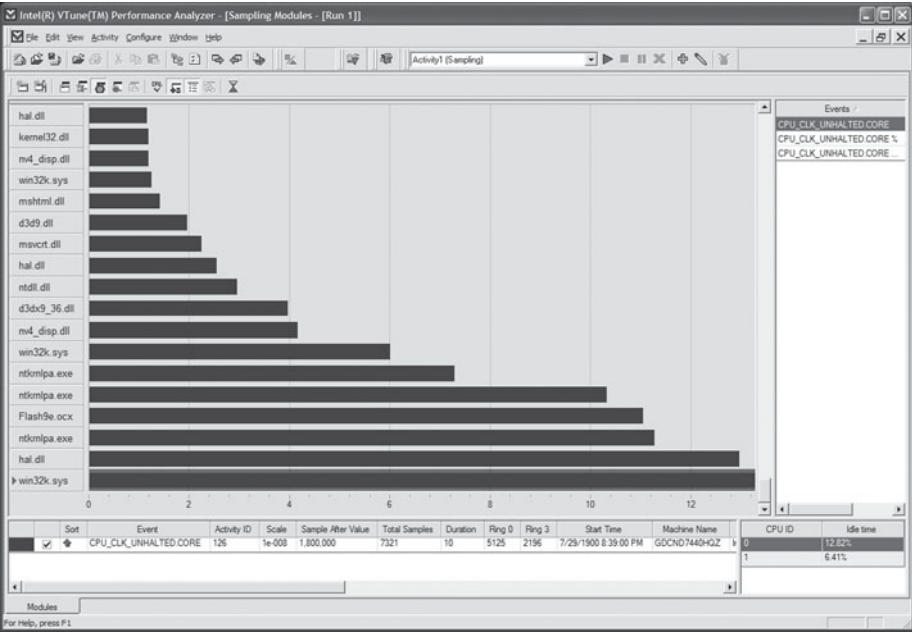 Intel(R) VTune(TM) Performance Analyzer - [Sampling Modules - [Run 1]]
File Edit View Activity Configure Window Help
Activity1 (Sampling)
hal.dll
kernel32.dll
nv4_disp.dll
win32k.sys
mshtml.dll
d3d9.dll
msvcrt.dll
hal.dll
ntdll.dll
d3dx9_36.dll
nv4_disp.dll
win32k.sys
ntkrnlpa.exe
ntkrnlpa.exe
Flash9e.ocx
ntkrnlpa.exe
hal.dll
win32k.sys
0 2 4 6 8 10 12
Events
CPU_CLK_UNHALTED.CORE
CPU_CLK_UNHALTED.CORE %
CPU_CLK_UNHALTED.CORE ...
Sort Event Activity ID Scale Sample After Value Total Samples Duration Ring 0 Ring 3 Start Time Machine Name
CPU_CLK_UNHALTED.CORE 126 1e-008 1,800,000 7321 10 5125 2196 7/29/1900 8:39:00 PM GDCND7440HQZ
CPU ID Idle time
0 12.82%
1 6.41%
Modules
For Help, press F1